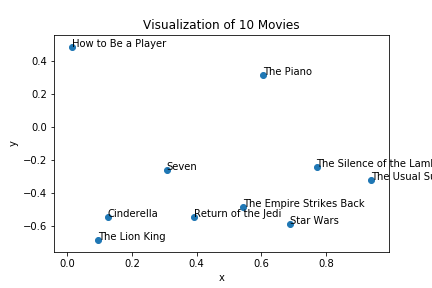 Visualization of 10 Movies
How to Be a Player
0.4
The Piano
0.2
0.0
y
-0.2
The Silence of the Lam
Seven
The Usual Su
-0.4
The Empire Strikes Back
Cinderella
Return of the Jedi
Star Wars
-0.6
The Lion King
0.0 0.2 0.4 0.6 0.8
x